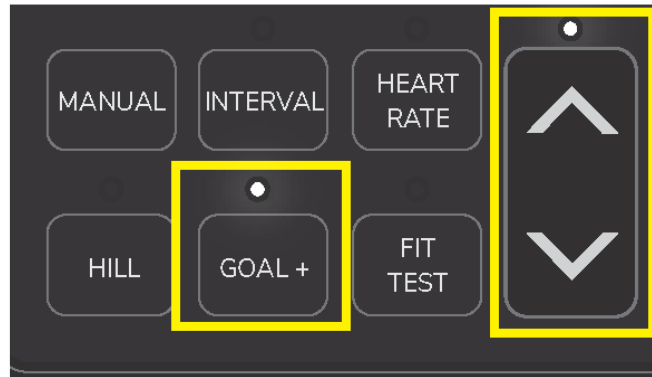 MANUAL
INTERVAL
HEART
RATE
HILL
GOAL +
FIT
TEST